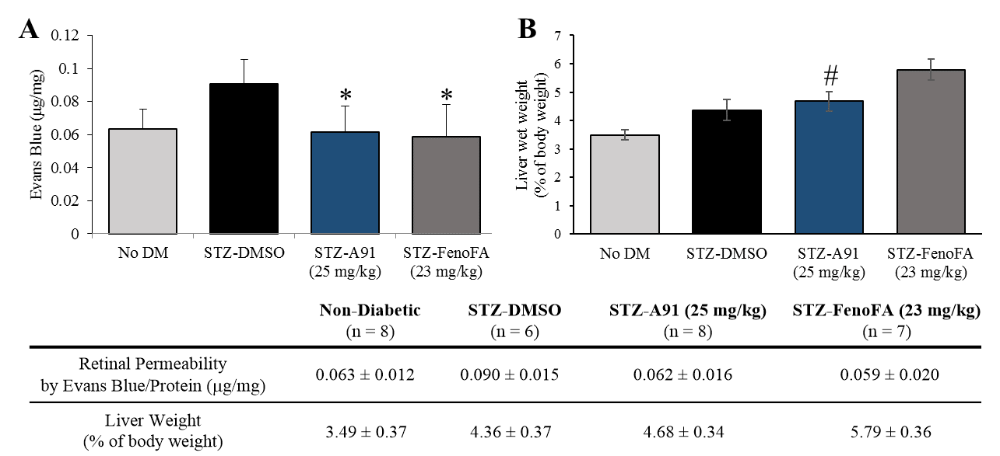 A
Evans Blue (µg/mg)
0.12
0.1
0.08
0.06
0.04
0.02
0
*
*
No DM
STZ-DMSO
STZ-A91
(25 mg/kg)
STZ-FenoFA
(23 mg/kg)
B
Liver wet weight
(% of body weight)
7
6
5
4
3
2
1
0
#
No DM
STZ-DMSO
STZ-A91
(25 mg/kg)
STZ-FenoFA
(23 mg/kg)
Non-Diabetic STZ-DMSO STZ-A91 (25 mg/kg) STZ-FenoFA (23 mg/kg)
(n = 8) (n = 6) (n = 8) (n = 7)
Retinal Permeability
by Evans Blue/Protein (µg/mg) 0.063 ± 0.012 0.090 ± 0.015 0.062 ± 0.016 0.059 ± 0.020
Liver Weight
(% of body weight) 3.49 ± 0.37 4.36 ± 0.37 4.68 ± 0.34 5.79 ± 0.36